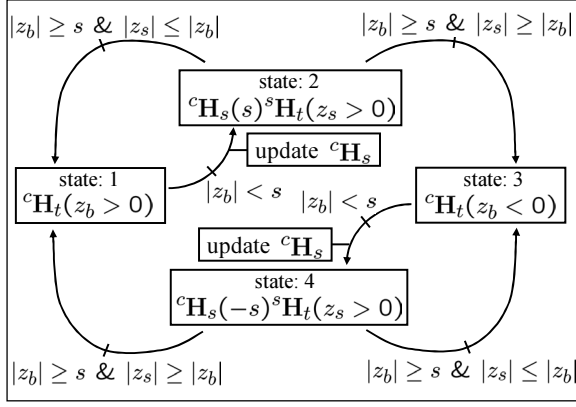 |z_b| ≥ s & |z_s| ≤ |z_b|
|z_b| ≥ s & |z_s| ≥ |z_b|
state: 2
^cH_s(s)^sH_t(z_s > 0)
update ^cH_s
state: 1
^cH_t(z_b > 0)
|z_b| < s
|z_b| < s
state: 3
^cH_t(z_b < 0)
update ^cH_s
state: 4
^cH_s(-s)^sH_t(z_s > 0)
|z_b| ≥ s & |z_s| ≥ |z_b|
|z_b| ≥ s & |z_s| ≤ |z_b|